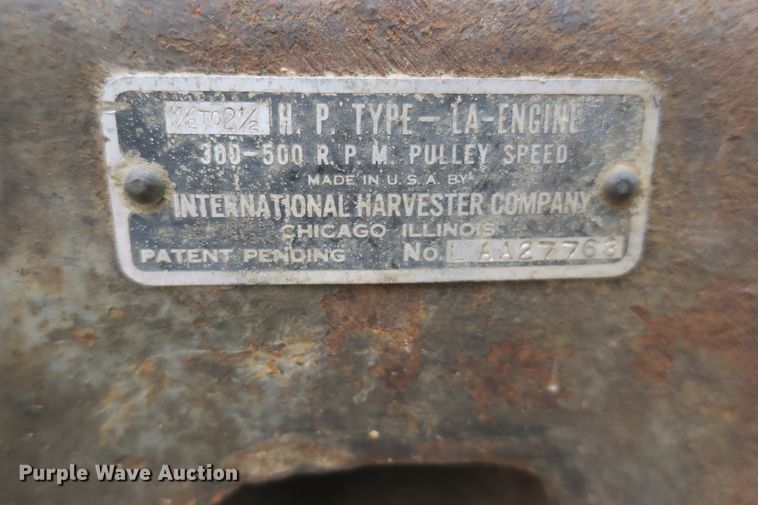 1½ TO 2½ H. P. TYPE – LA-ENGINE
300-500 R.P.M. PULLEY SPEED
MADE IN U.S.A. BY
INTERNATIONAL HARVESTER COMPANY
CHICAGO ILLINOIS
PATENT PENDING No. LAA27763
Purple Wave Auction